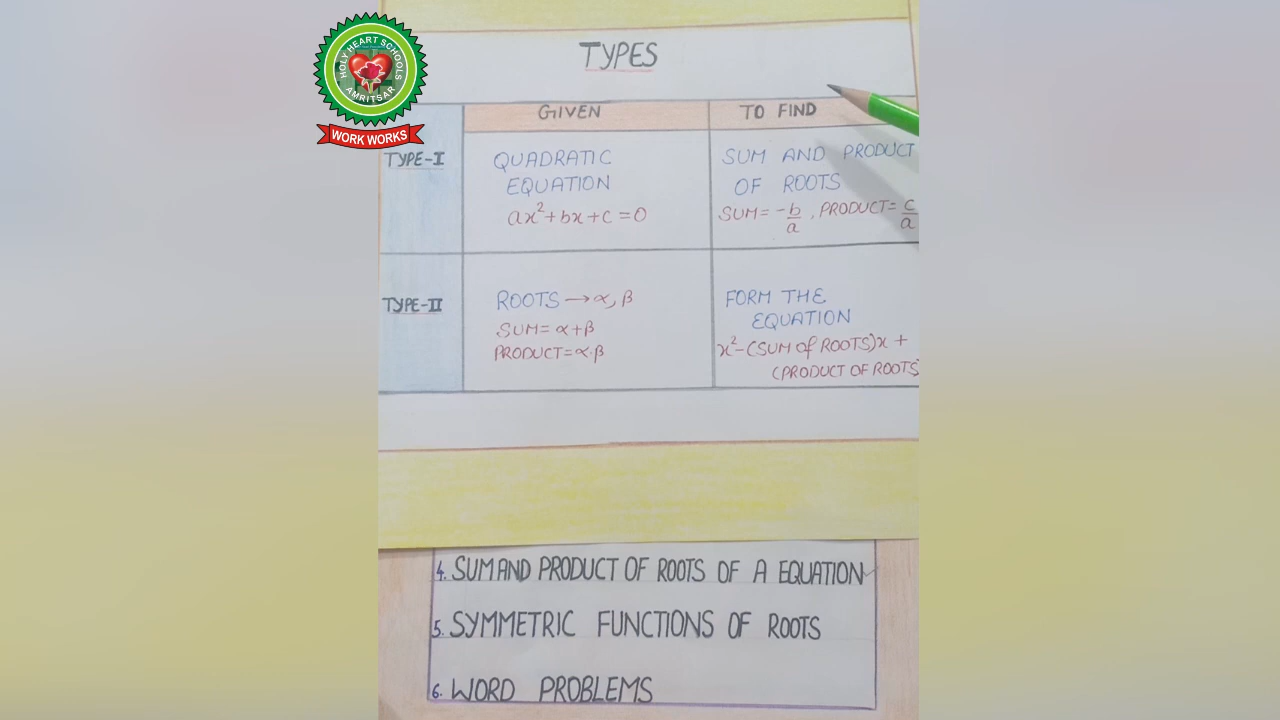 HOLY HEART SCHOOLS
AMRITSAR
WORK WORKS
TYPES
GIVEN
TO FIND
TYPE-I
QUADRATIC
EQUATION
ax²+bx+c=0
SUM AND PRODUCT
OF ROOTS
SUM= -b/a, PRODUCT= c/a
TYPE-II
ROOTS → α, β
SUM= α+β
PRODUCT=α·β
FORM THE
EQUATION
x²-(SUM of ROOTS)x +
(PRODUCT OF ROOTS)
4. SUM AND PRODUCT OF ROOTS OF A EQUATION
5. SYMMETRIC FUNCTIONS OF ROOTS
6. WORD PROBLEMS